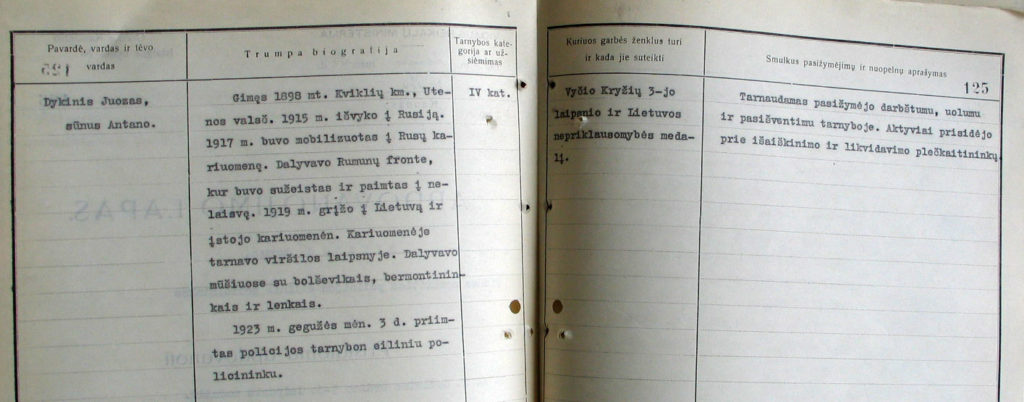 Pavardė, vardas ir tėvo
vardas
Trumpa biografija
Tarnybos kate-
gorija ar už-
siėmimas
Dykinis Juozas,
sūnus Antano.
Gimęs 1898 mt. Kviklių km., Ute-
nos valsč. 1915 m. išvyko į Rusiją.
1917 m. buvo mobilizuotas į Rusų ka-
riuomenę. Dalyvavo Rumunų fronte,
kur buvo sužeistas ir paimtas į ne-
laisvę. 1919 m. grįžo į Lietuvą ir
įstojo kariuomenėn. Kariuomenėje
tarnavo viršilos laipsnyje. Dalyvavo
mūšiuose su bolševikais, bermontinin-
kais ir lenkais.
1923 m. gegužės mėn. 3 d. priim-
tas policijos tarnybon eiliniu po-
licininku.
IV kat.
Kuriuos garbės ženklus turi
ir kada jie suteikti
Smulkus pasižymėjimų ir nuopelnų aprašymas
125
Vyčio Kryžių 3-jo
laipsnio ir Lietuvos
nepriklausomybės meda-
lį.
Tarnaudamas pasižymėjo darbštumu, uolumu
ir pasišventimu tarnyboje. Aktyviai prisidėjo
prie išaiškinimo ir likvidavimo pleškaitininkų.